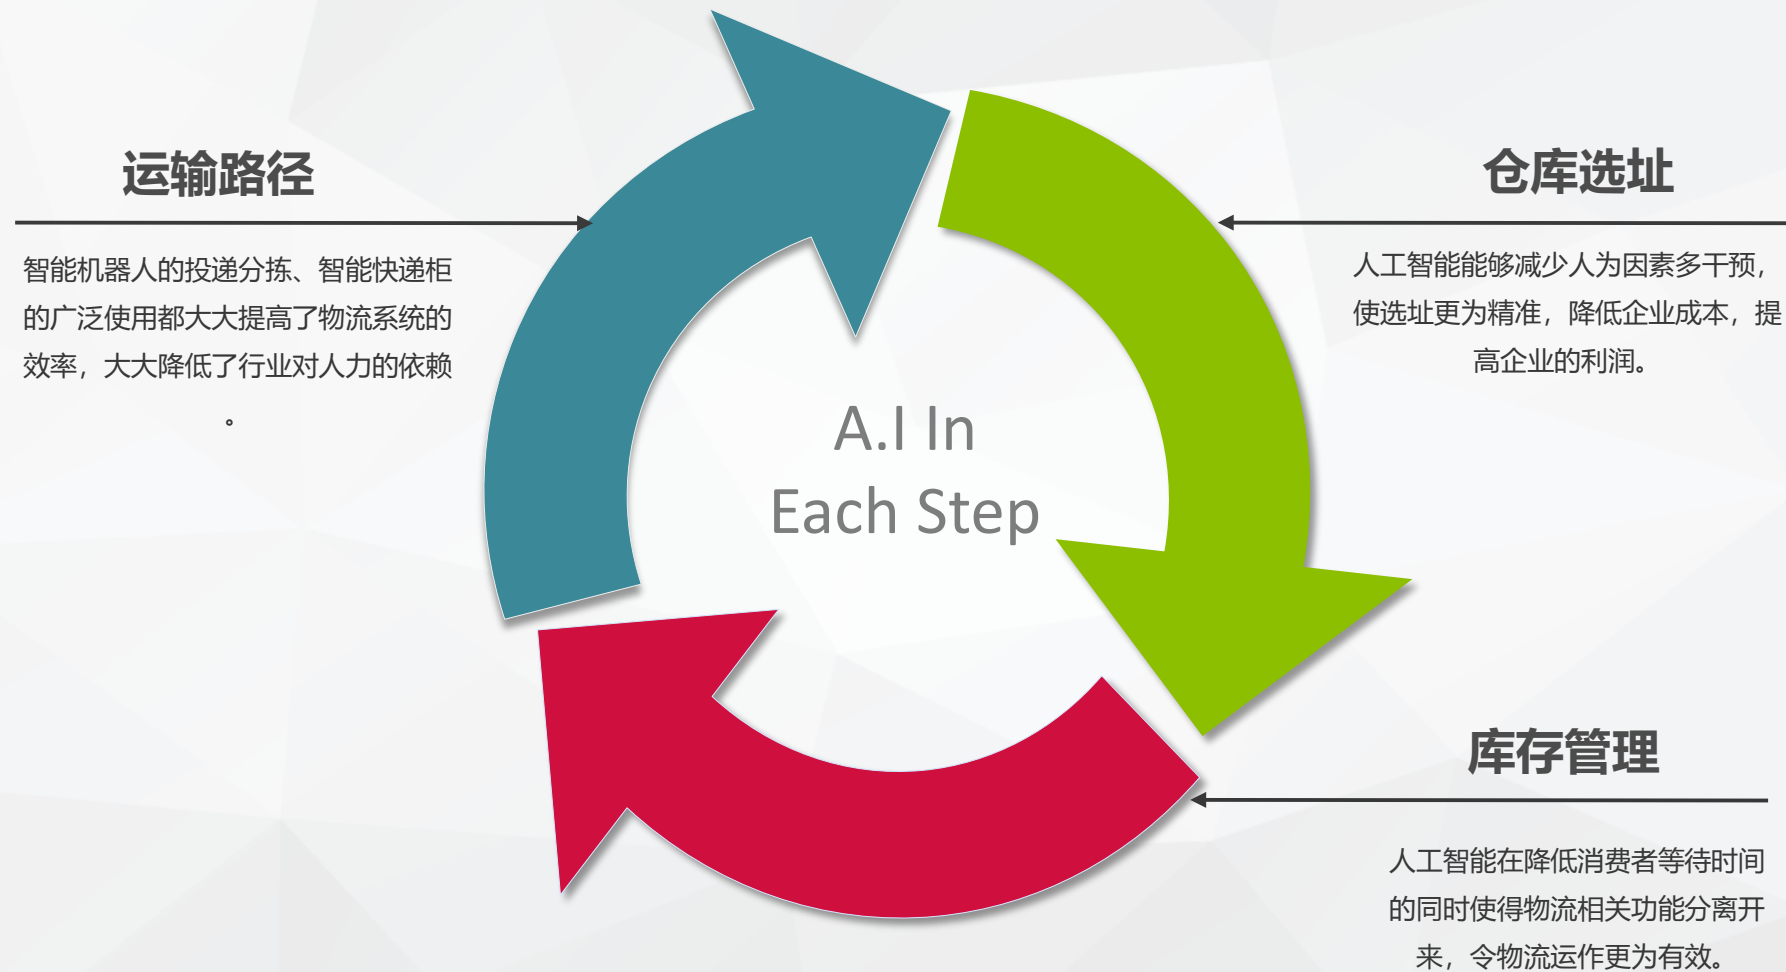 运输路径
智能机器人的投递分拣、智能快递柜
的广泛使用都大大提高了物流系统的
效率，大大降低了行业对人力的依赖
。
A.I In
Each Step
仓库选址
人工智能能够减少人为因素多干预，
使选址更为精准，降低企业成本，提
高企业的利润。
库存管理
人工智能在降低消费者等待时间
的同时使得物流相关功能分离开
来，令物流运作更为有效。